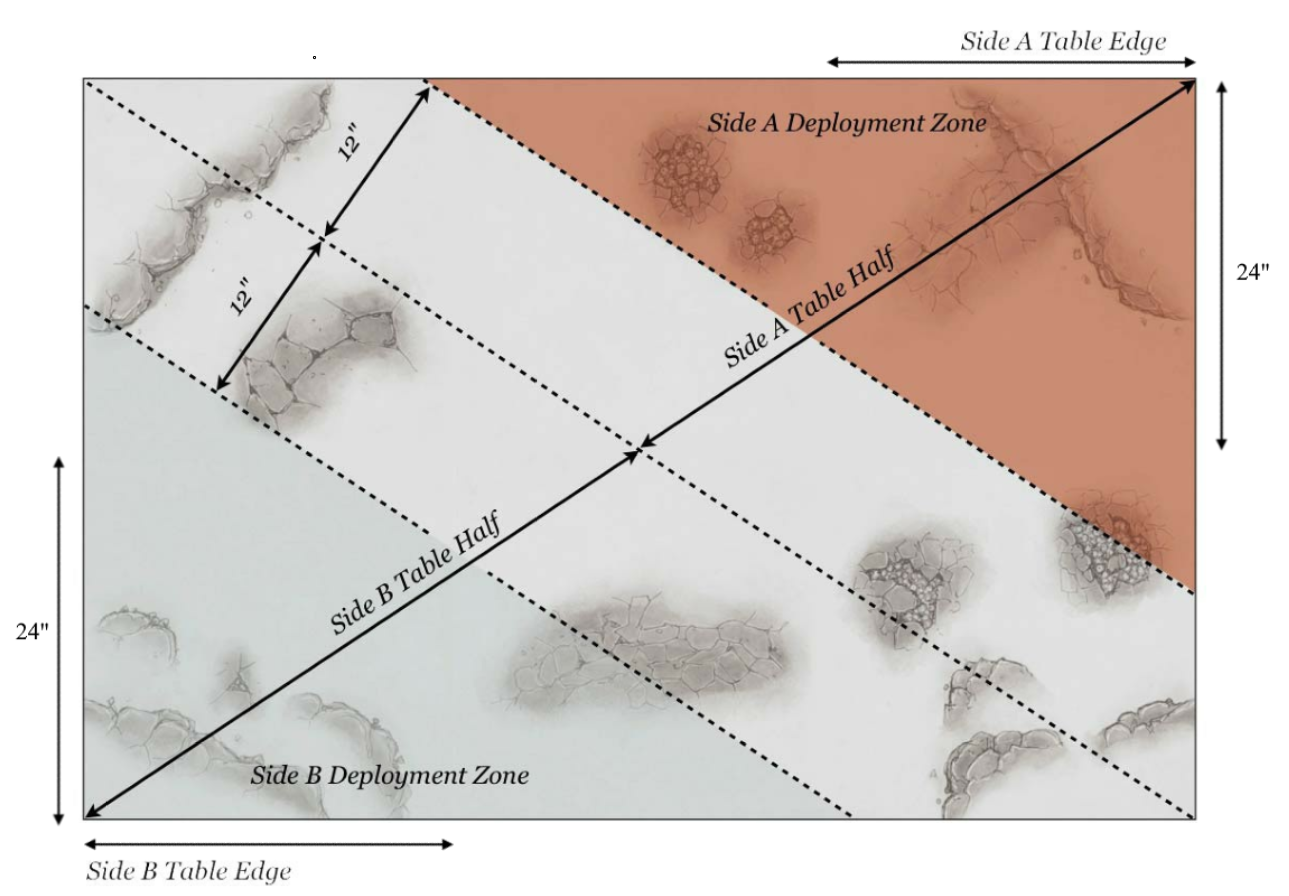 Side A Table Edge
Side A Deployment Zone
12"
24"
12"
Side A Table Half
Side B Table Half
24"
Side B Deployment Zone
Side B Table Edge